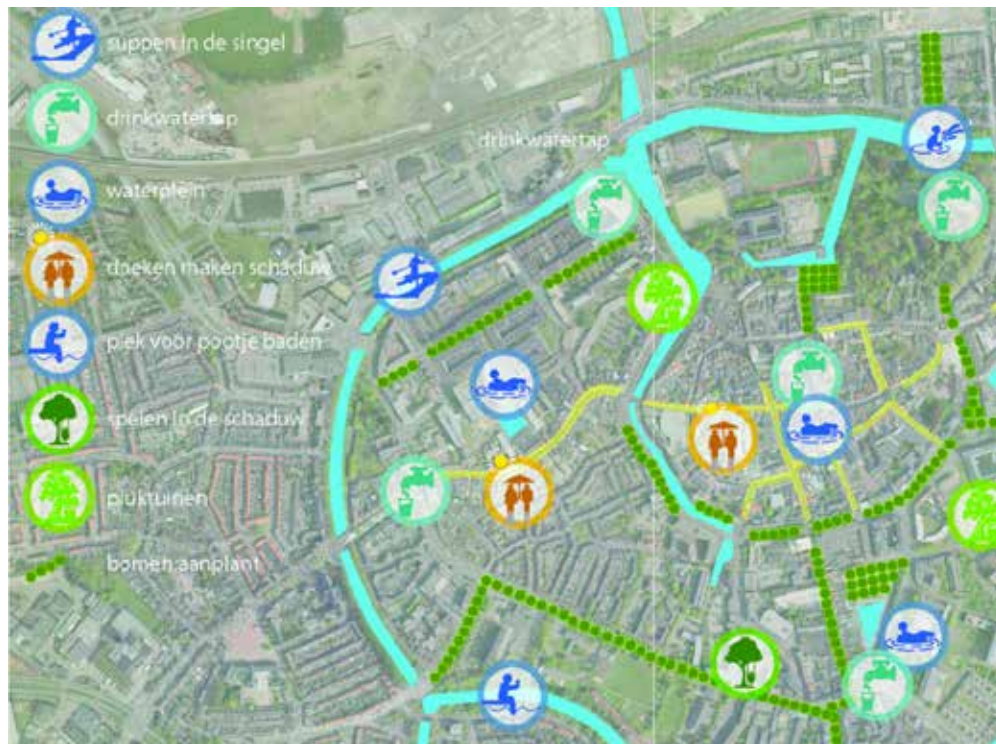 suppen in de singel
drinkwatertap
drinkwatertap
waterplein
doeken maken schaduw
plek voor pootje baden
spelen in de schaduw
pluktuinen
bomen aanplant